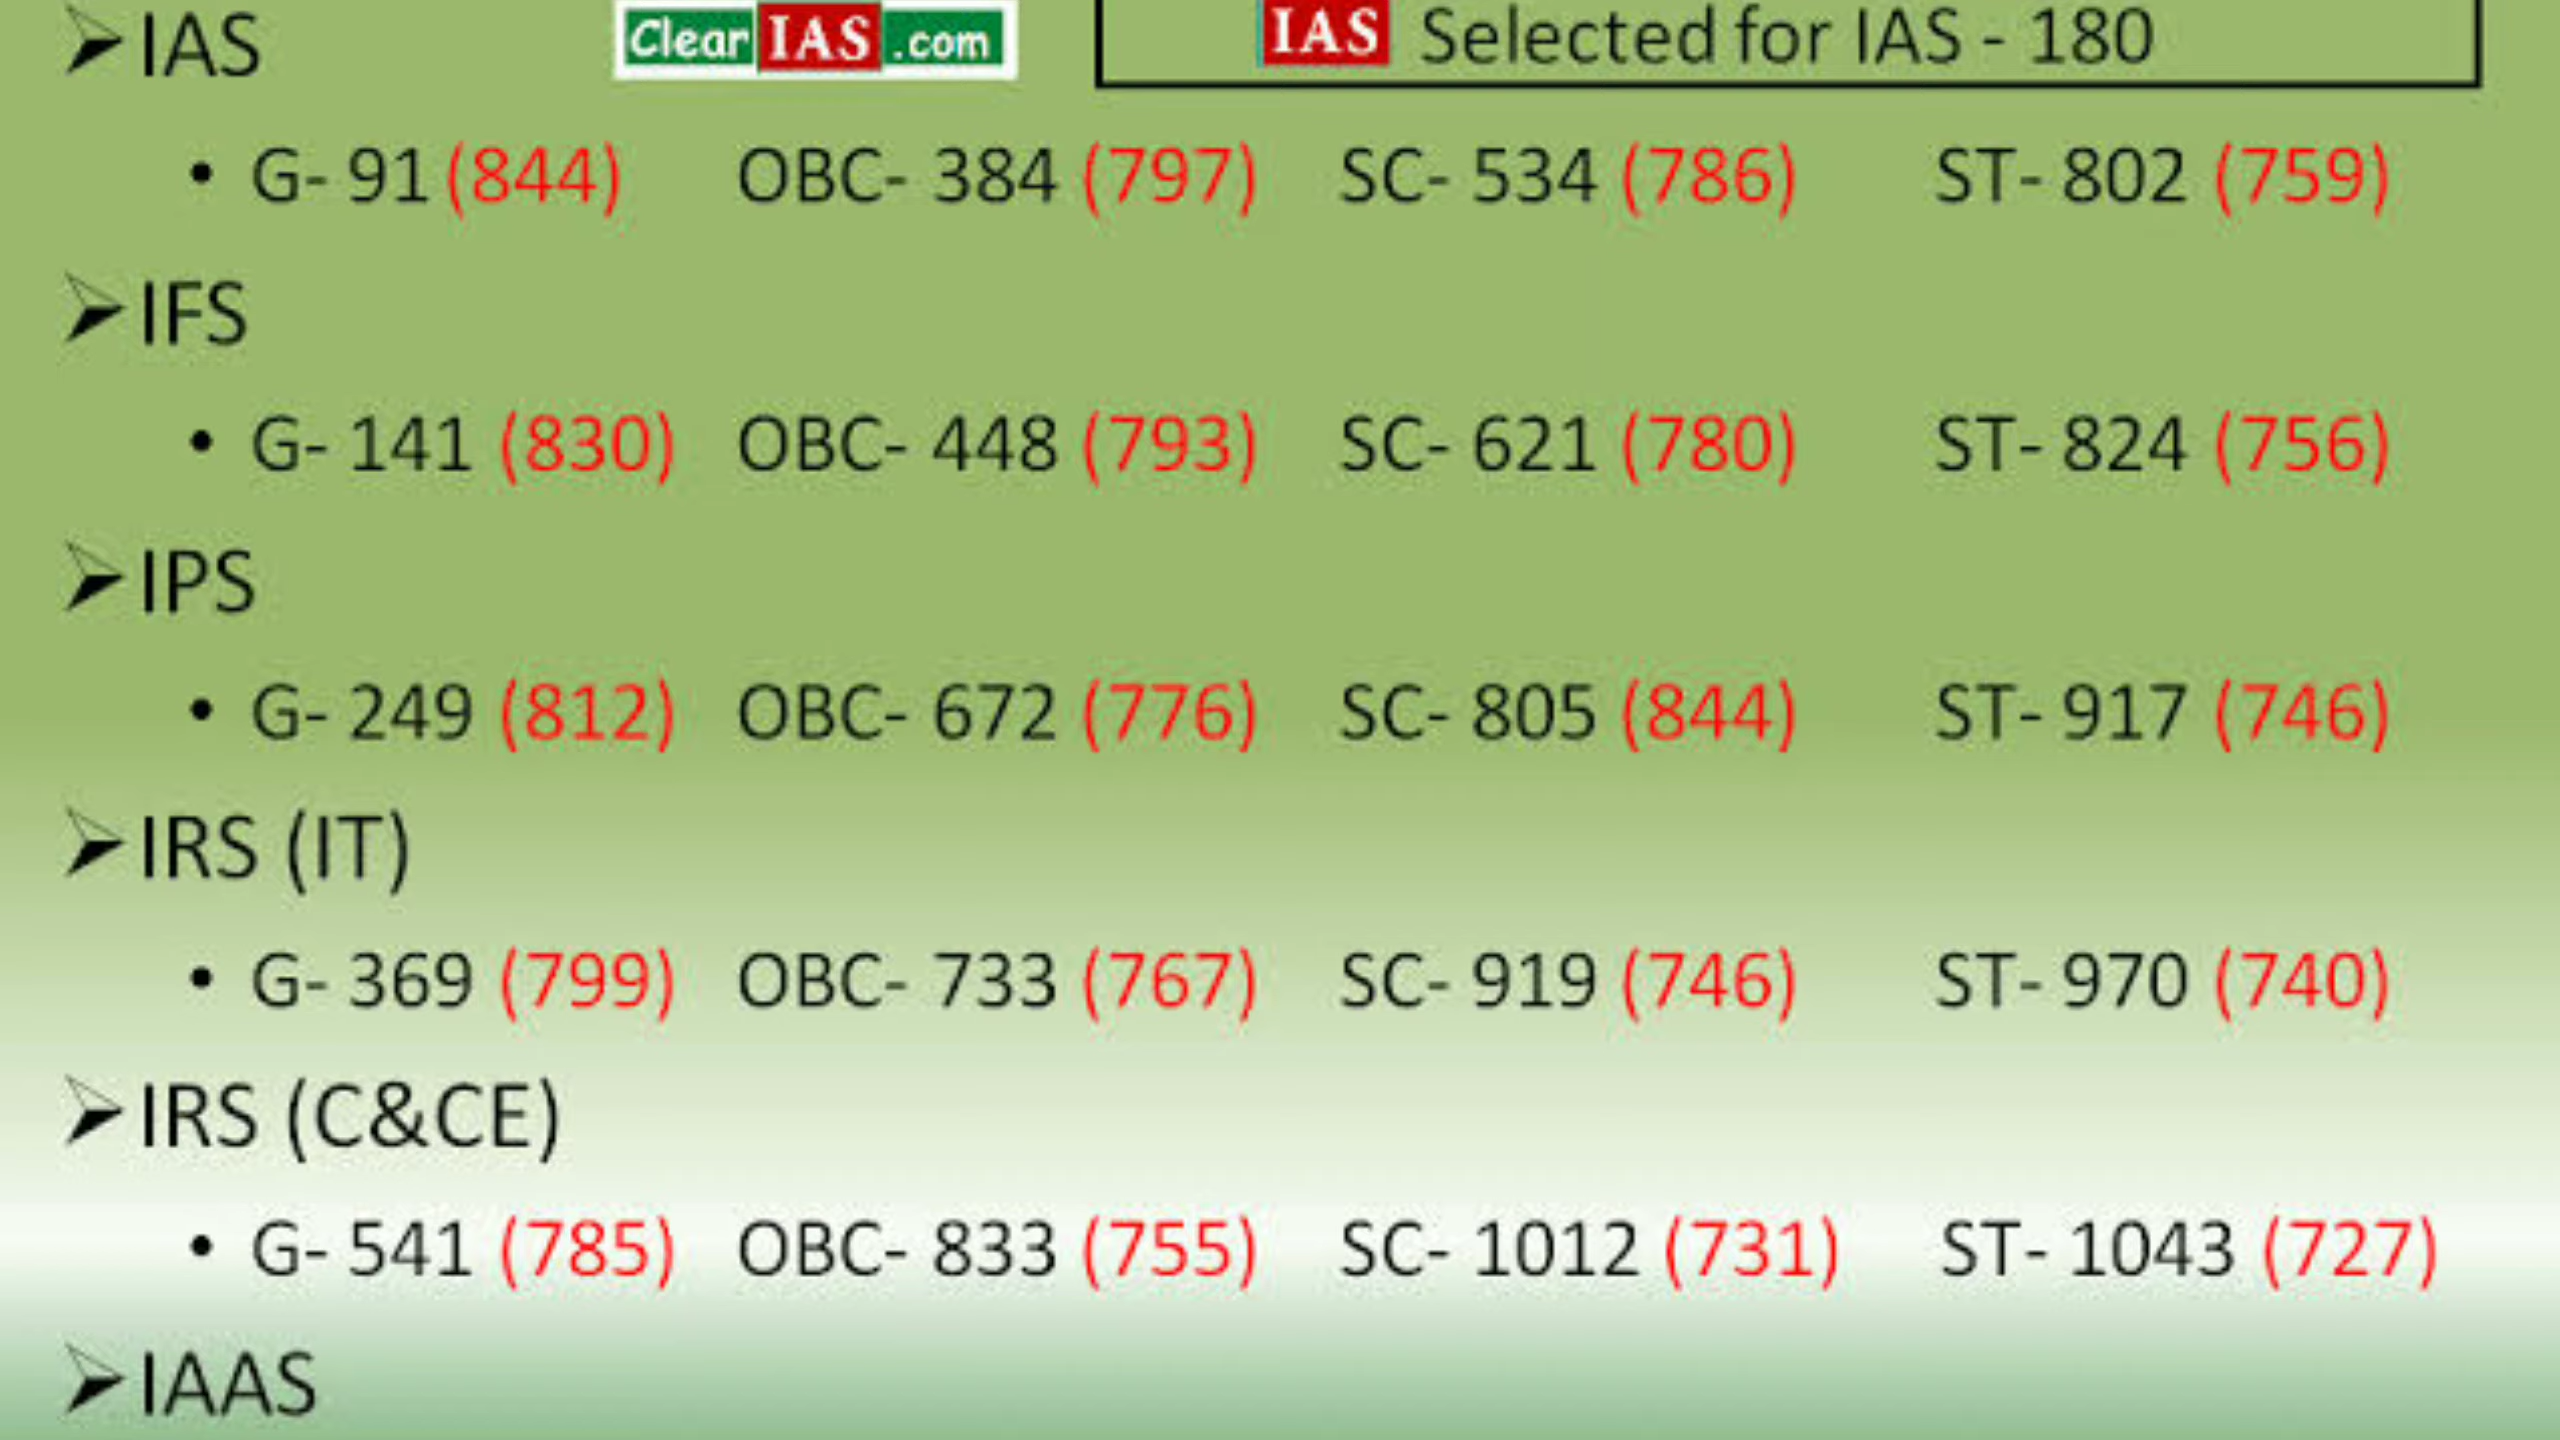 ➢IAS Clear IAS .com IAS Selected for IAS - 180
• G- 91 (844) OBC- 384 (797) SC- 534 (786) ST- 802 (759)
➢IFS
• G- 141 (830) OBC- 448 (793) SC- 621 (780) ST- 824 (756)
➢IPS
• G- 249 (812) OBC- 672 (776) SC- 805 (844) ST- 917 (746)
➢IRS (IT)
• G- 369 (799) OBC- 733 (767) SC- 919 (746) ST- 970 (740)
➢IRS (C&CE)
• G- 541 (785) OBC- 833 (755) SC- 1012 (731) ST- 1043 (727)
➢IAAS